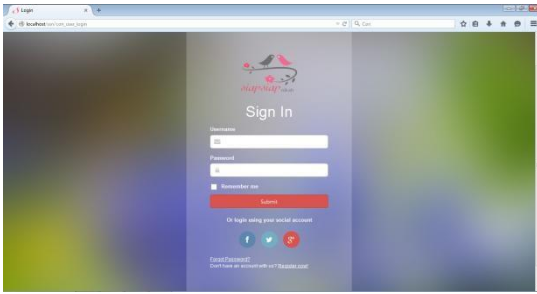 Login
localhost
Sign In
Username
Password
Remember me
Submit
Or login using your social account
Forgot Password?
Don't have an account with us? Register now!